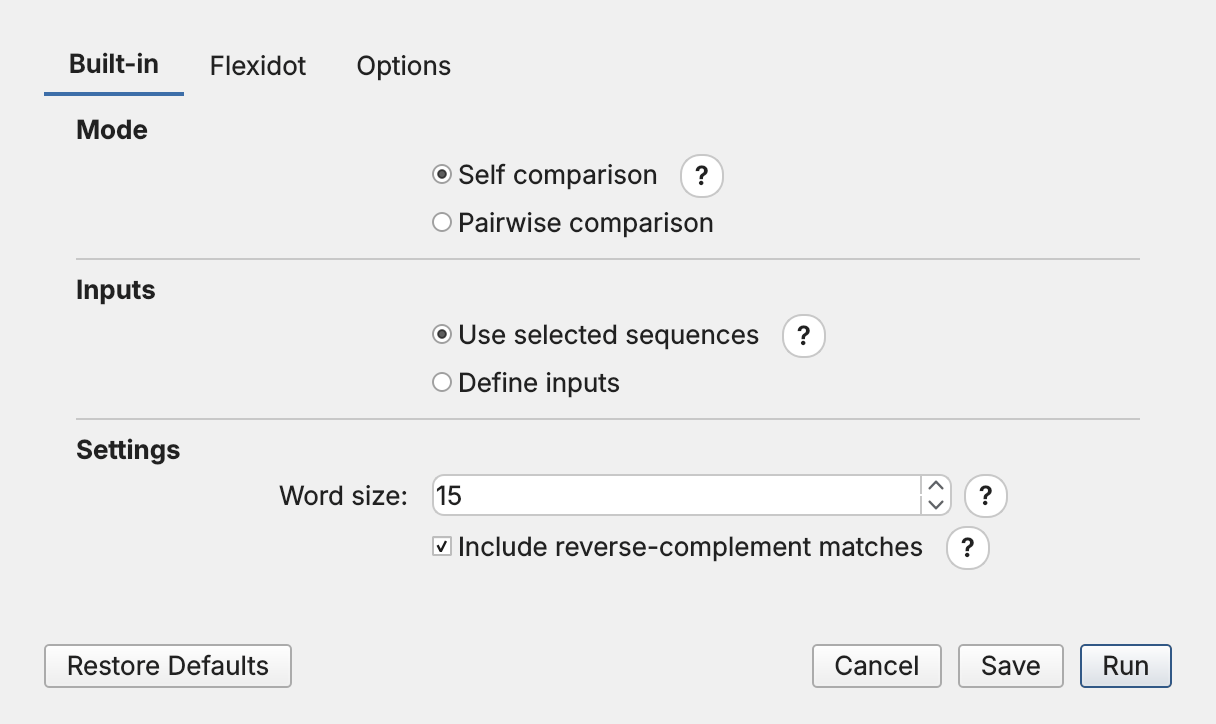 Built-in Flexidot Options
Mode
Self comparison ?
Pairwise comparison
Inputs
Use selected sequences ?
Define inputs
Settings
Word size: 15 ?
Include reverse-complement matches ?
Restore Defaults Cancel Save Run